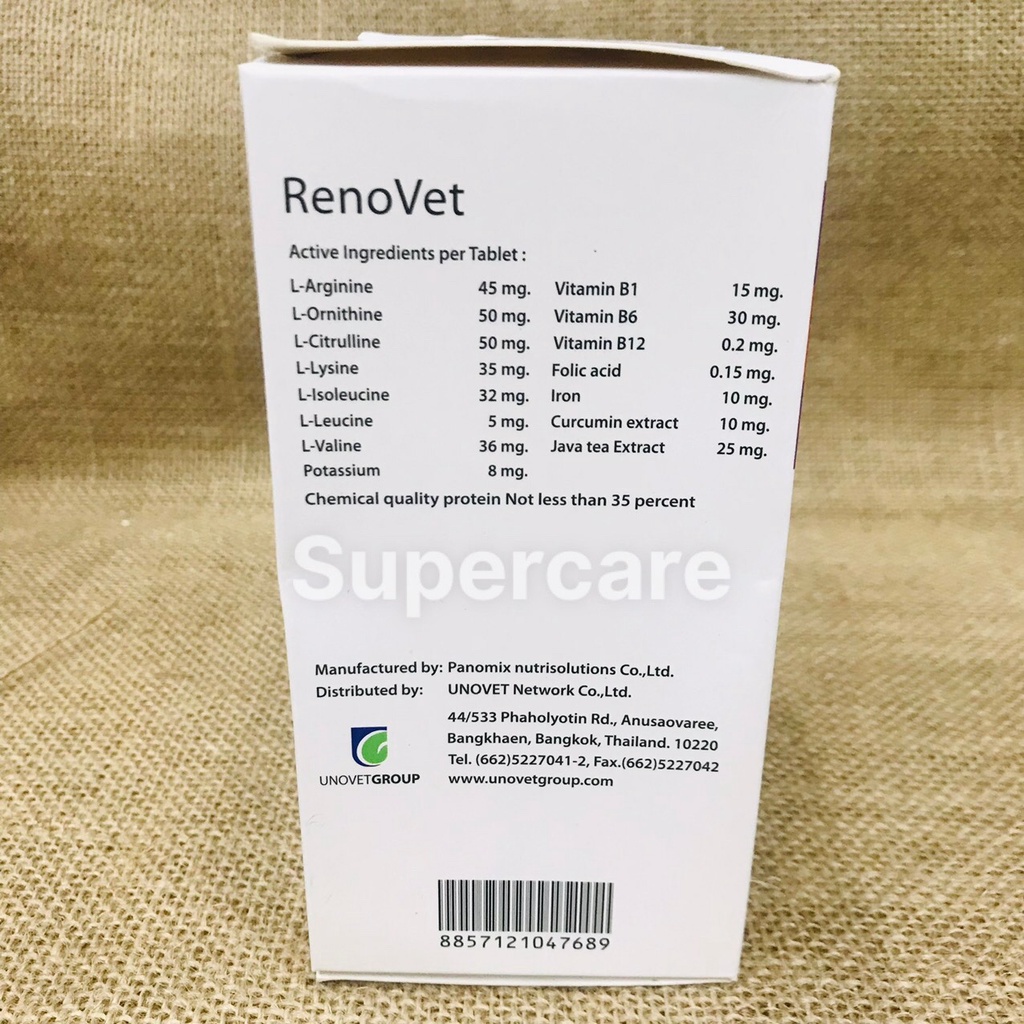 RenoVet
Active Ingredients per Tablet :
L-Arginine 45 mg. Vitamin B1 15 mg.
L-Ornithine 50 mg. Vitamin B6 30 mg.
L-Citrulline 50 mg. Vitamin B12 0.2 mg.
L-Lysine 35 mg. Folic acid 0.15 mg.
L-Isoleucine 32 mg. Iron 10 mg.
L-Leucine 5 mg. Curcumin extract 10 mg.
L-Valine 36 mg. Java tea Extract 25 mg.
Potassium 8 mg.
Chemical quality protein Not less than 35 percent
Supercare
Manufactured by: Panomix nutrisolutions Co.,Ltd.
Distributed by: UNOVET Network Co.,Ltd.
44/533 Phaholyotin Rd., Anusaovaree,
Bangkhaen, Bangkok, Thailand. 10220
Tel. (662)5227041-2, Fax.(662)5227042
www.unovetgroup.com
UNOVETGROUP
8857121047689